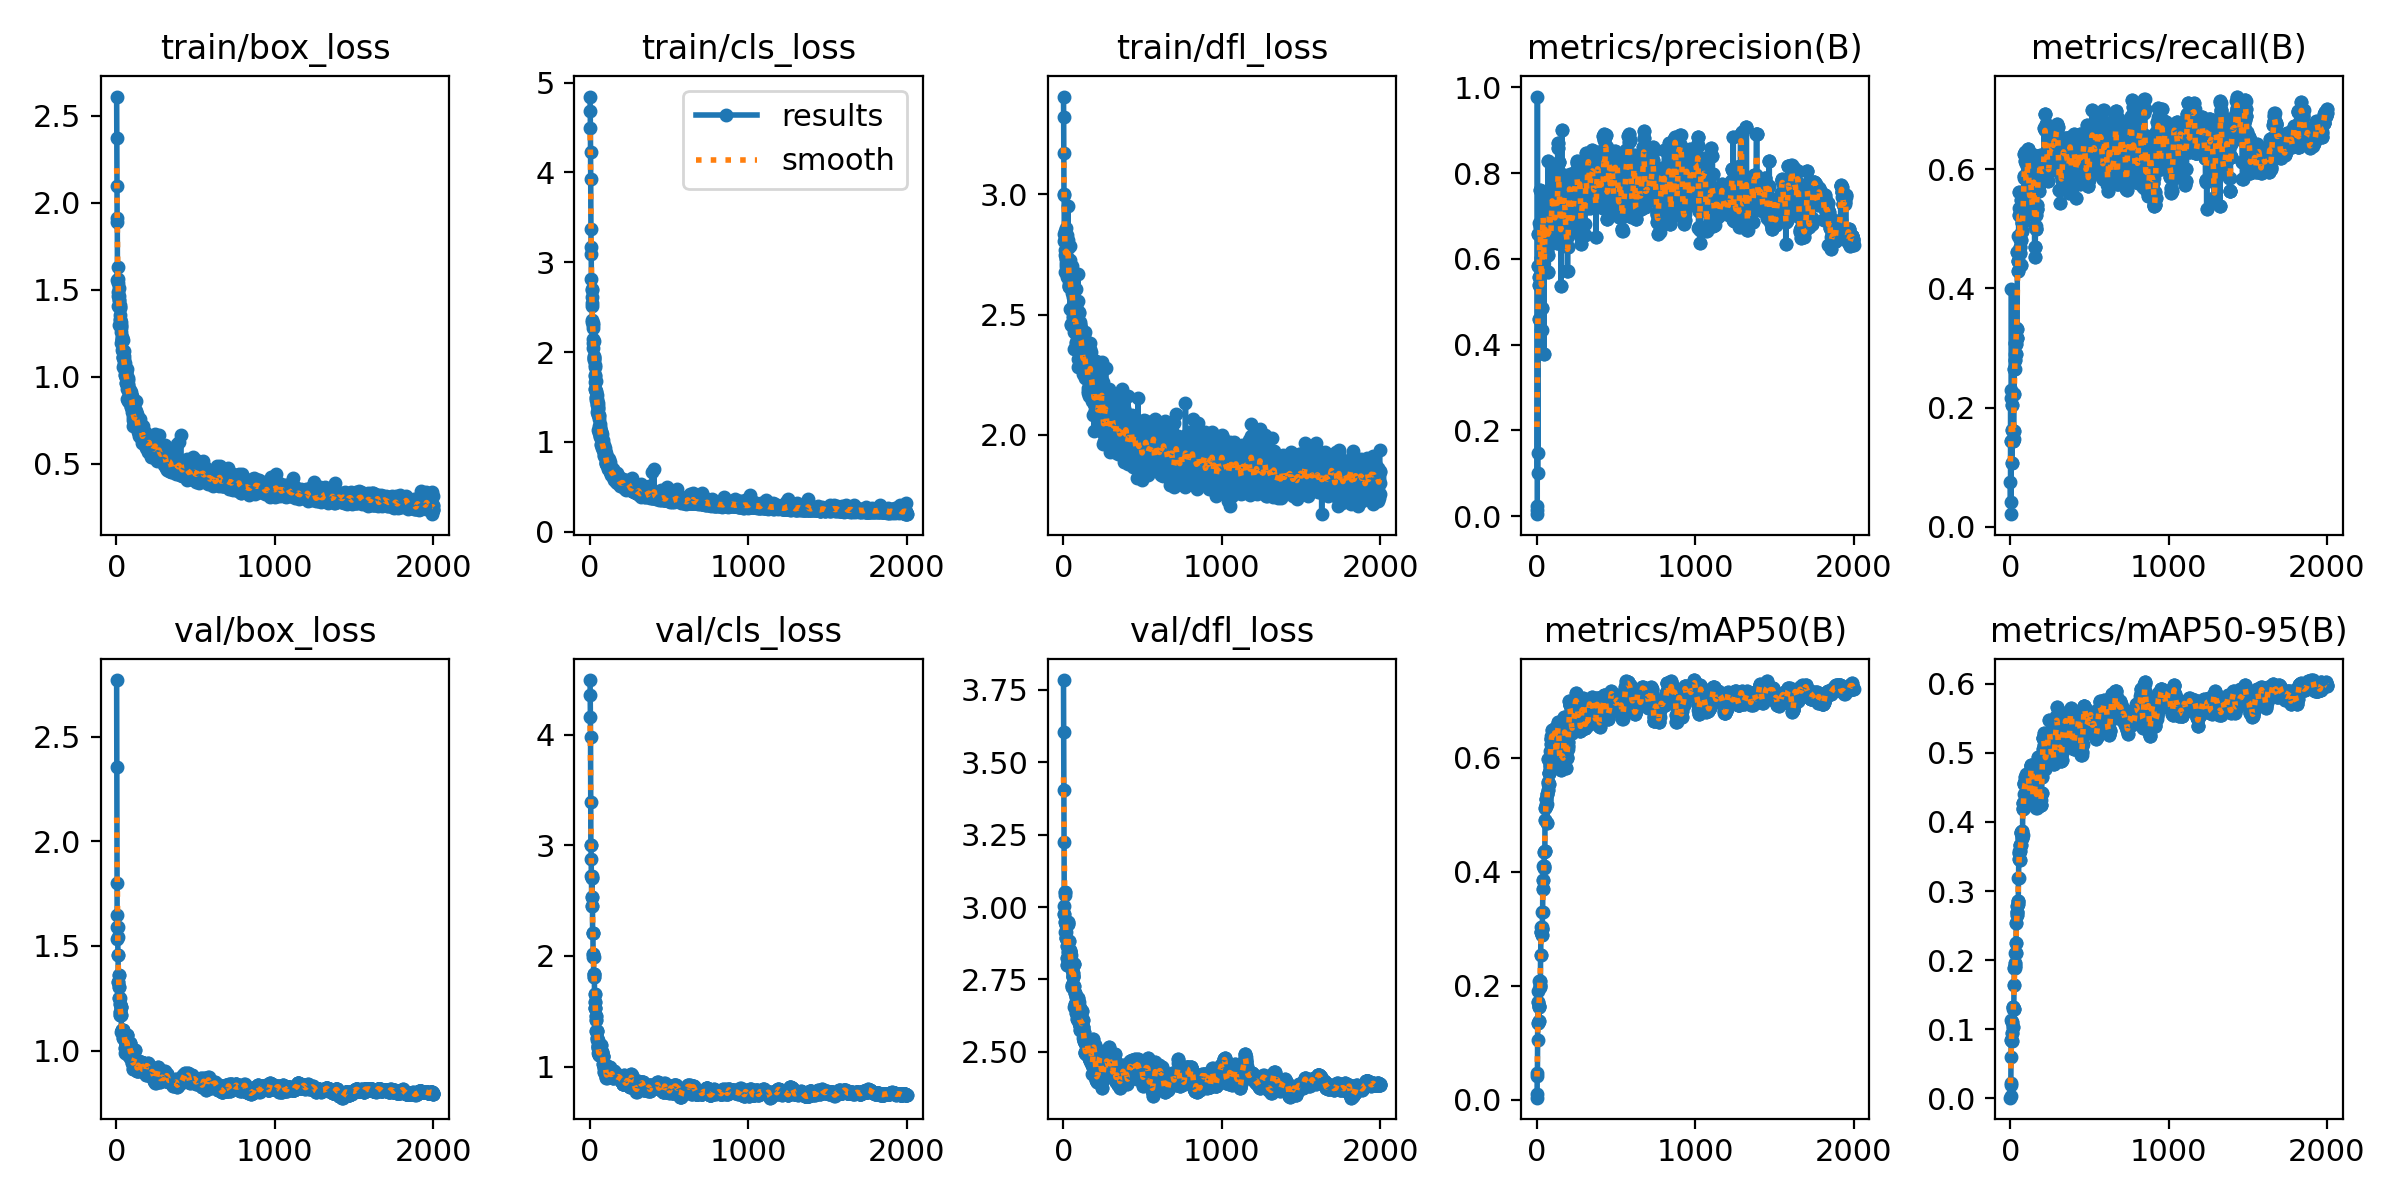 train/box_loss
2.5
2.0
1.5
1.0
0.5
0 1000 2000
train/cls_loss
5
4
3
2
1
0
results
smooth
0 1000 2000
train/dfl_loss
3.0
2.5
2.0
0 1000 2000
metrics/precision(B)
1.0
0.8
0.6
0.4
0.2
0.0
0 1000 2000
metrics/recall(B)
0.6
0.4
0.2
0.0
0 1000 2000
val/box_loss
2.5
2.0
1.5
1.0
0 1000 2000
val/cls_loss
4
3
2
1
0 1000 2000
val/dfl_loss
3.75
3.50
3.25
3.00
2.75
2.50
0 1000 2000
metrics/mAP50(B)
0.6
0.4
0.2
0.0
0 1000 2000
metrics/mAP50-95(B)
0.6
0.5
0.4
0.3
0.2
0.1
0.0
0 1000 2000